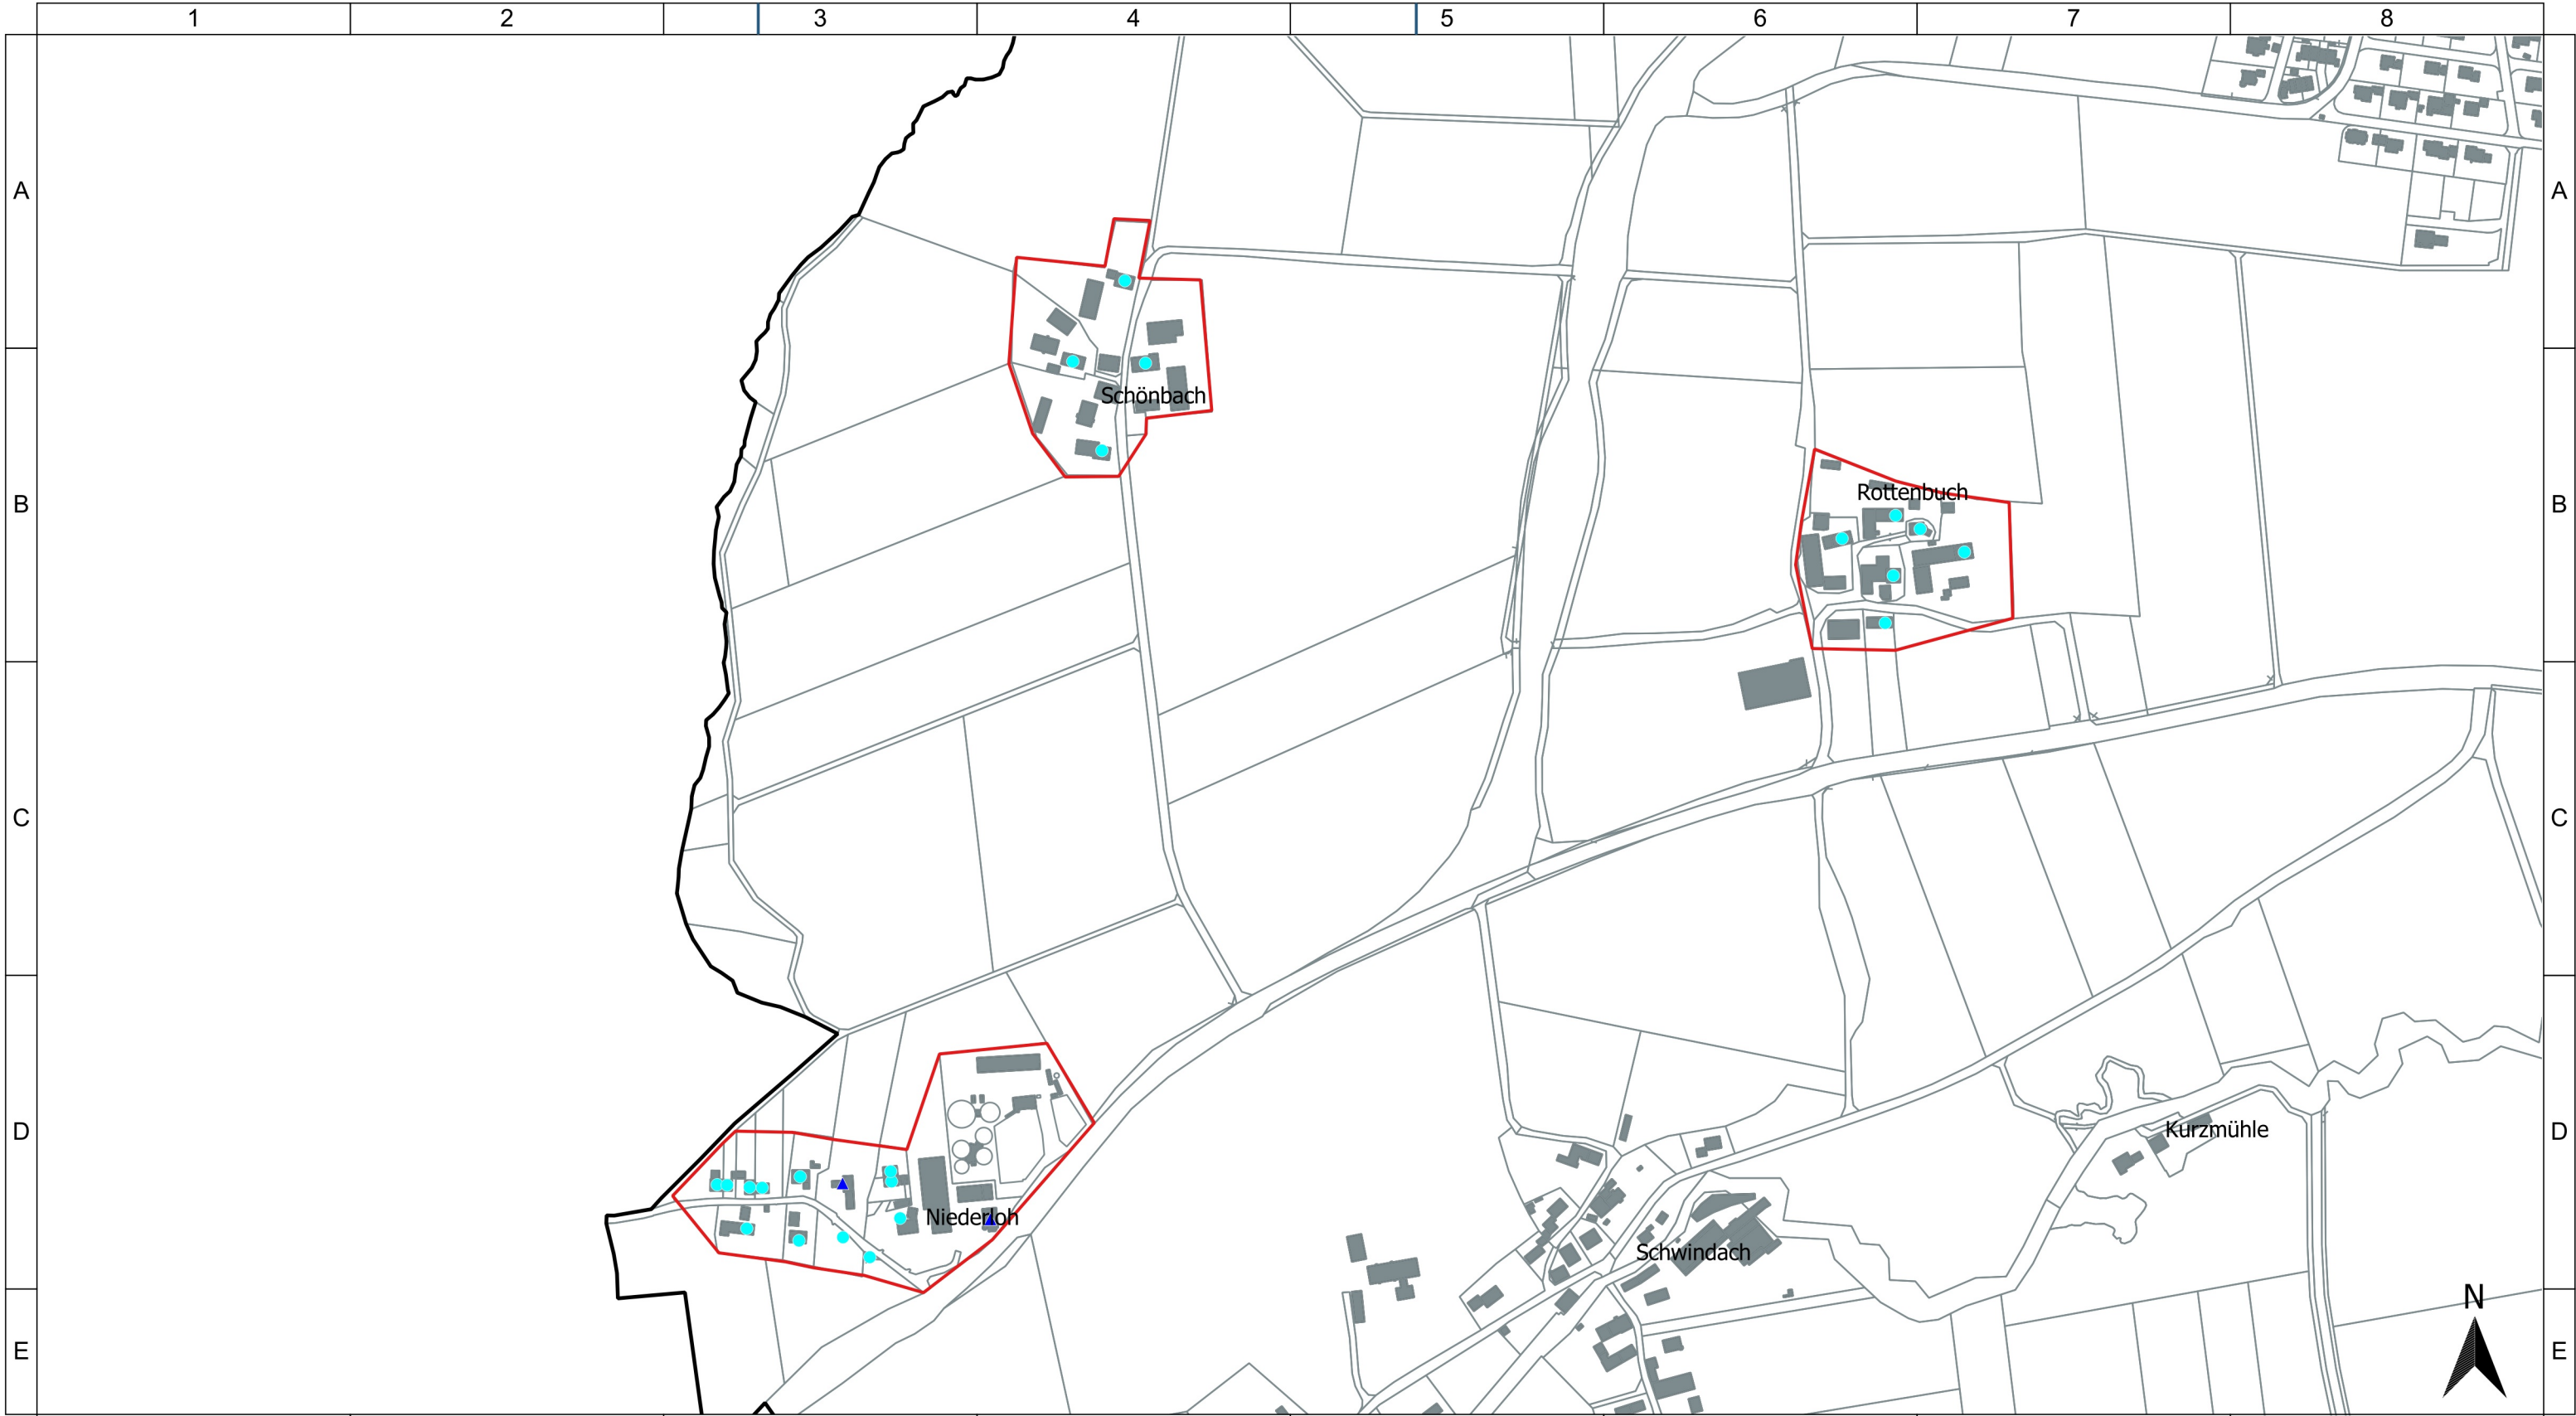 1 2 3 4 5 6 7 8
A A
Schönbach
Rottenbuch
B B
C C
D D
Kurzmühle
Niederloh
Schwindach
N
E E